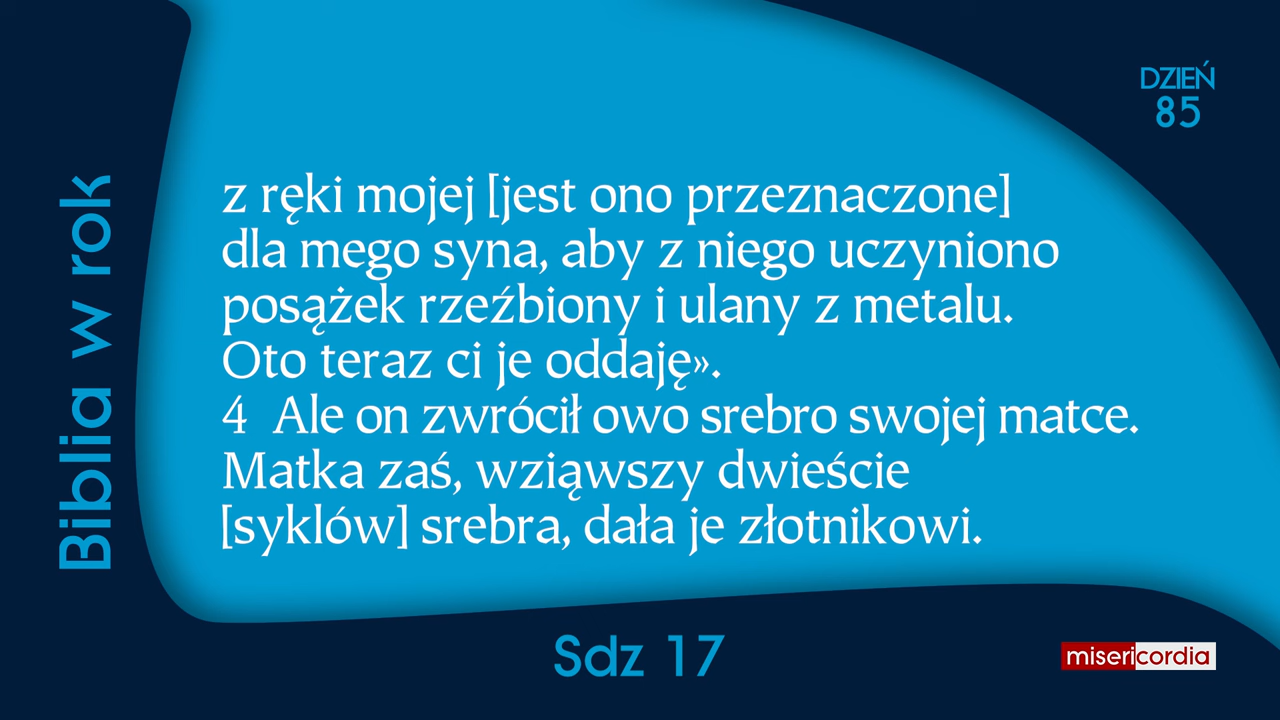 DZIEŃ
85
Biblia w rok
z ręki mojej [jest ono przeznaczone]
dla mego syna, aby z niego uczyniono
posążek rzeźbiony i ulany z metalu.
Oto teraz ci je oddaję».
4 Ale on zwrócił owo srebro swojej matce.
Matka zaś, wziąwszy dwieście
[syklów] srebra, dała je złotnikowi.
Sdz 17
misericordia